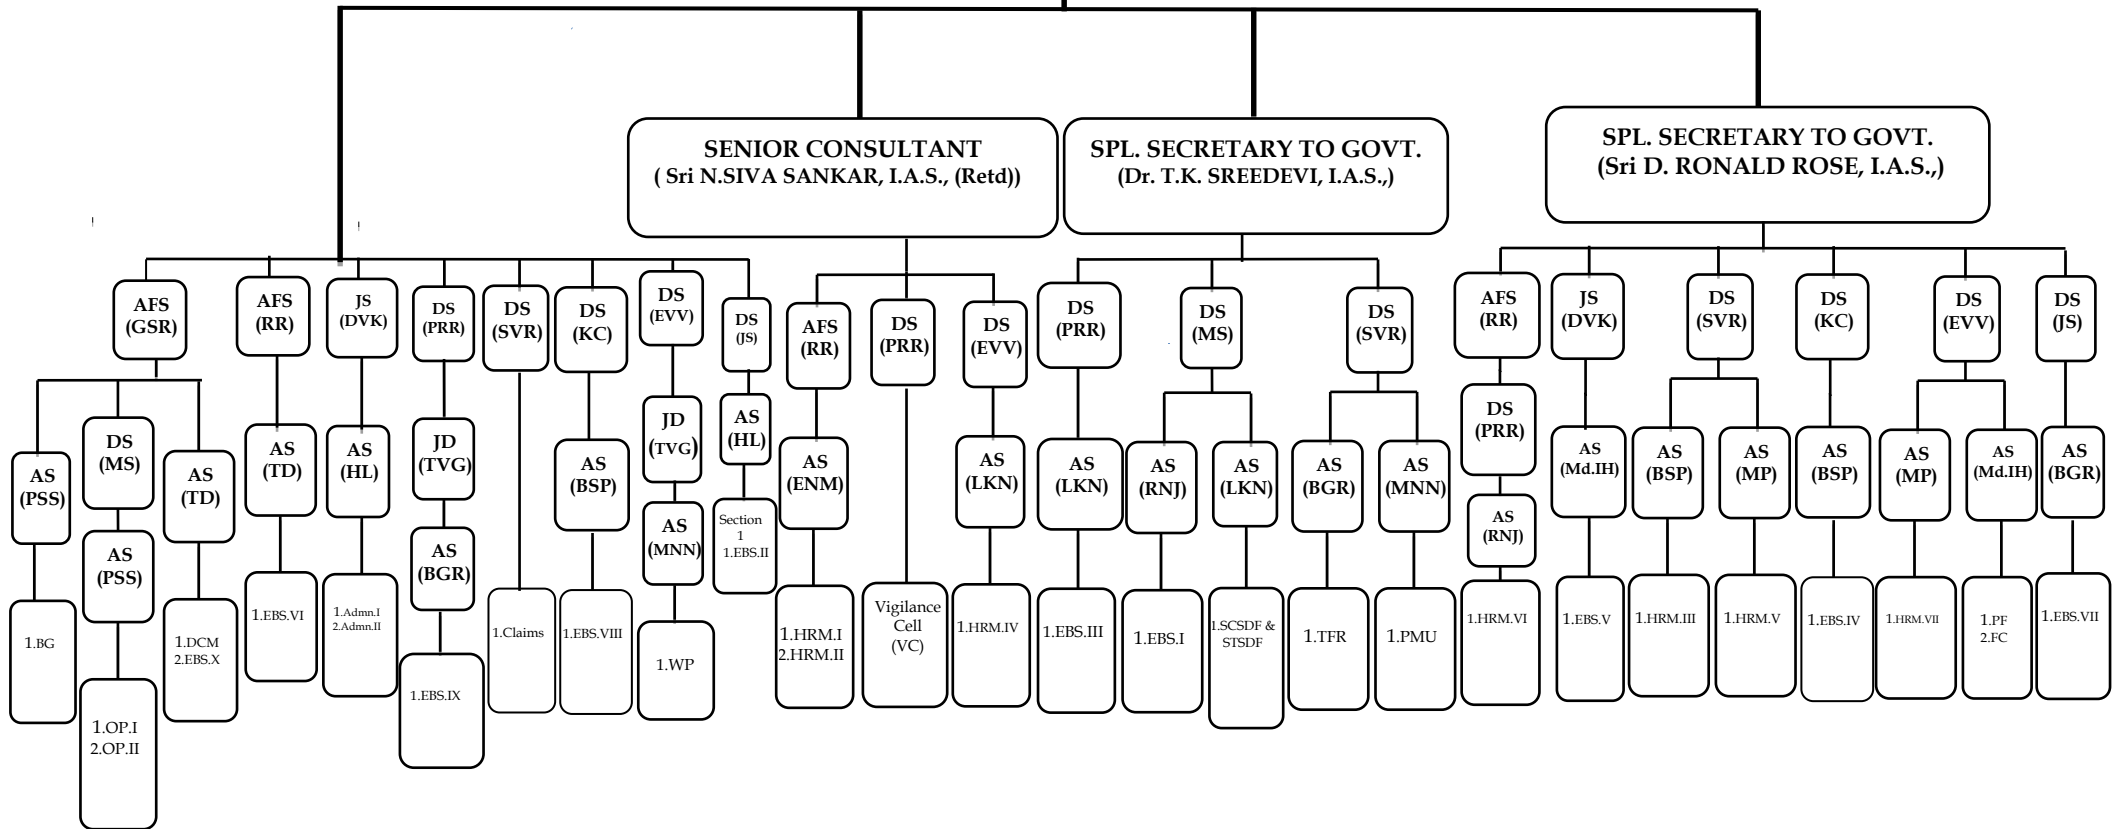 SENIOR CONSULTANT
( Sri N.SIVA SANKAR, I.A.S., (Retd))
SPL. SECRETARY TO GOVT.
(Dr. T.K. SREEDEVI, I.A.S.,)
SPL. SECRETARY TO GOVT.
(Sri D. RONALD ROSE, I.A.S.,)
AFS
(GSR)
AFS
(RR)
JS
(DVK)
DS
(PRR)
DS
(SVR)
DS
(KC)
DS
(EVV)
DS
(JS)
AFS
(RR)
DS
(PRR)
DS
(EVV)
DS
(PRR)
DS
(MS)
DS
(SVR)
AFS
(RR)
JS
(DVK)
DS
(SVR)
DS
(KC)
DS
(EVV)
DS
(JS)
AS
(PSS)
DS
(MS)
AS
(TD)
AS
(TD)
AS
(HL)
JD
(TVG)
AS
(BSP)
JD
(TVG)
AS
(HL)
AS
(ENM)
AS
(LKN)
AS
(LKN)
AS
(RNJ)
AS
(LKN)
AS
(BGR)
AS
(MNN)
DS
(PRR)
AS
(Md.IH)
AS
(BSP)
AS
(MP)
AS
(BSP)
AS
(MP)
AS
(Md.IH)
AS
(BGR)
AS
(PSS)
AS
(BGR)
AS
(MNN)
Section
1
1.EBS.II
AS
(RNJ)
1.BG
1.OP.I
2.OP.II
1.DCM
2.EBS.X
1.EBS.VI
1.Admn.I
2.Admn.II
1.EBS.IX
1.Claims
1.EBS.VIII
1.WP
1.HRM.I
2.HRM.II
Vigilance
Cell
(VC)
1.HRM.IV
1.EBS.III
1.EBS.I
1.SCSDF &
STSDF
1.TFR
1.PMU
1.HRM.VI
1.EBS.V
1.HRM.III
1.HRM.V
1.EBS.IV
1.HRM.VII
1.PF
2.FC
1.EBS.VII